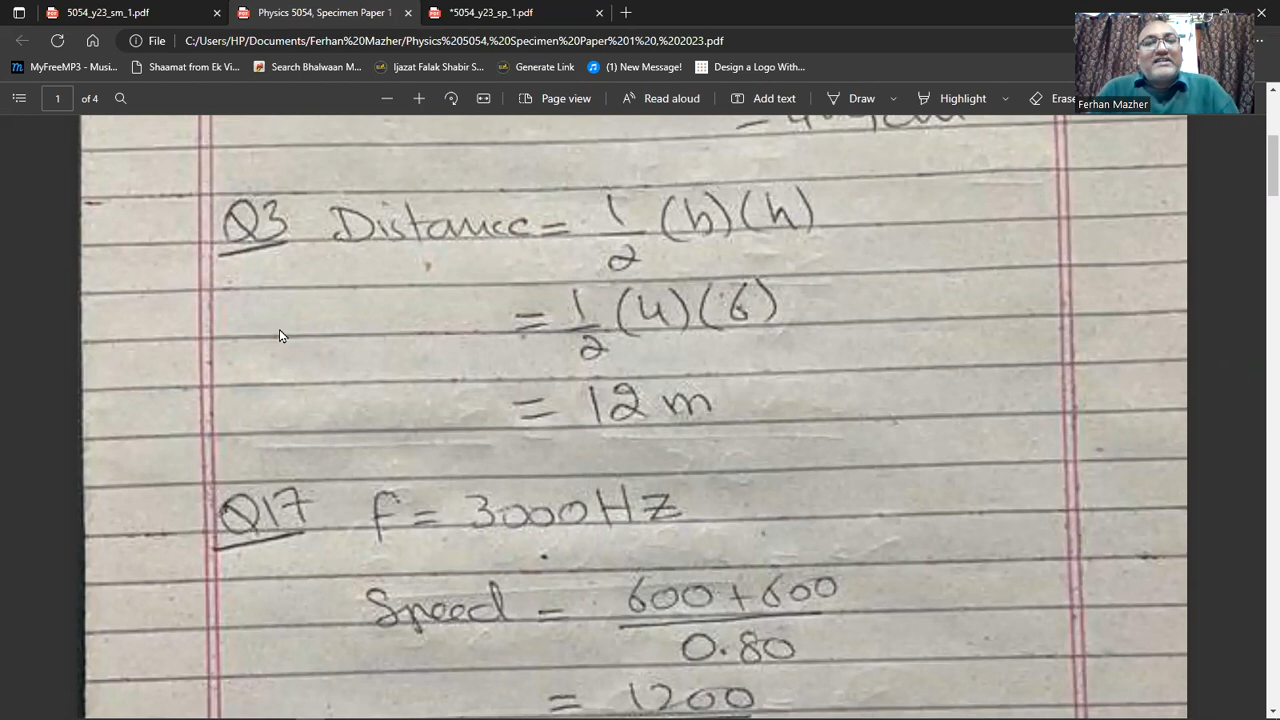 5054_y23_sm_1.pdf
Physics 5054, Specimen Paper 1
*5054_y23_sp_1.pdf
File
C:/Users/HP/Documents/Ferhan%20Mazher/Physics%
20Specimen%20Paper%201%20%202023.pdf
MyFreeMP3 - Musi...
Shaamat from Ek Vi...
Search Bhalwaan M...
Ijazat Falak Shabir
Generate Link
(1) New Message!
Design a Logo With...
1 of 4
Page view
Read aloud
Add text
Draw
Highlight
Erase
Ferhan Mazher
Q3 Distance = 1/2 (b)(h)
= 1/2 (4)(6)
= 12 m
Q17 f = 3000Hz
Speed = 600+600
0.80
= 1200